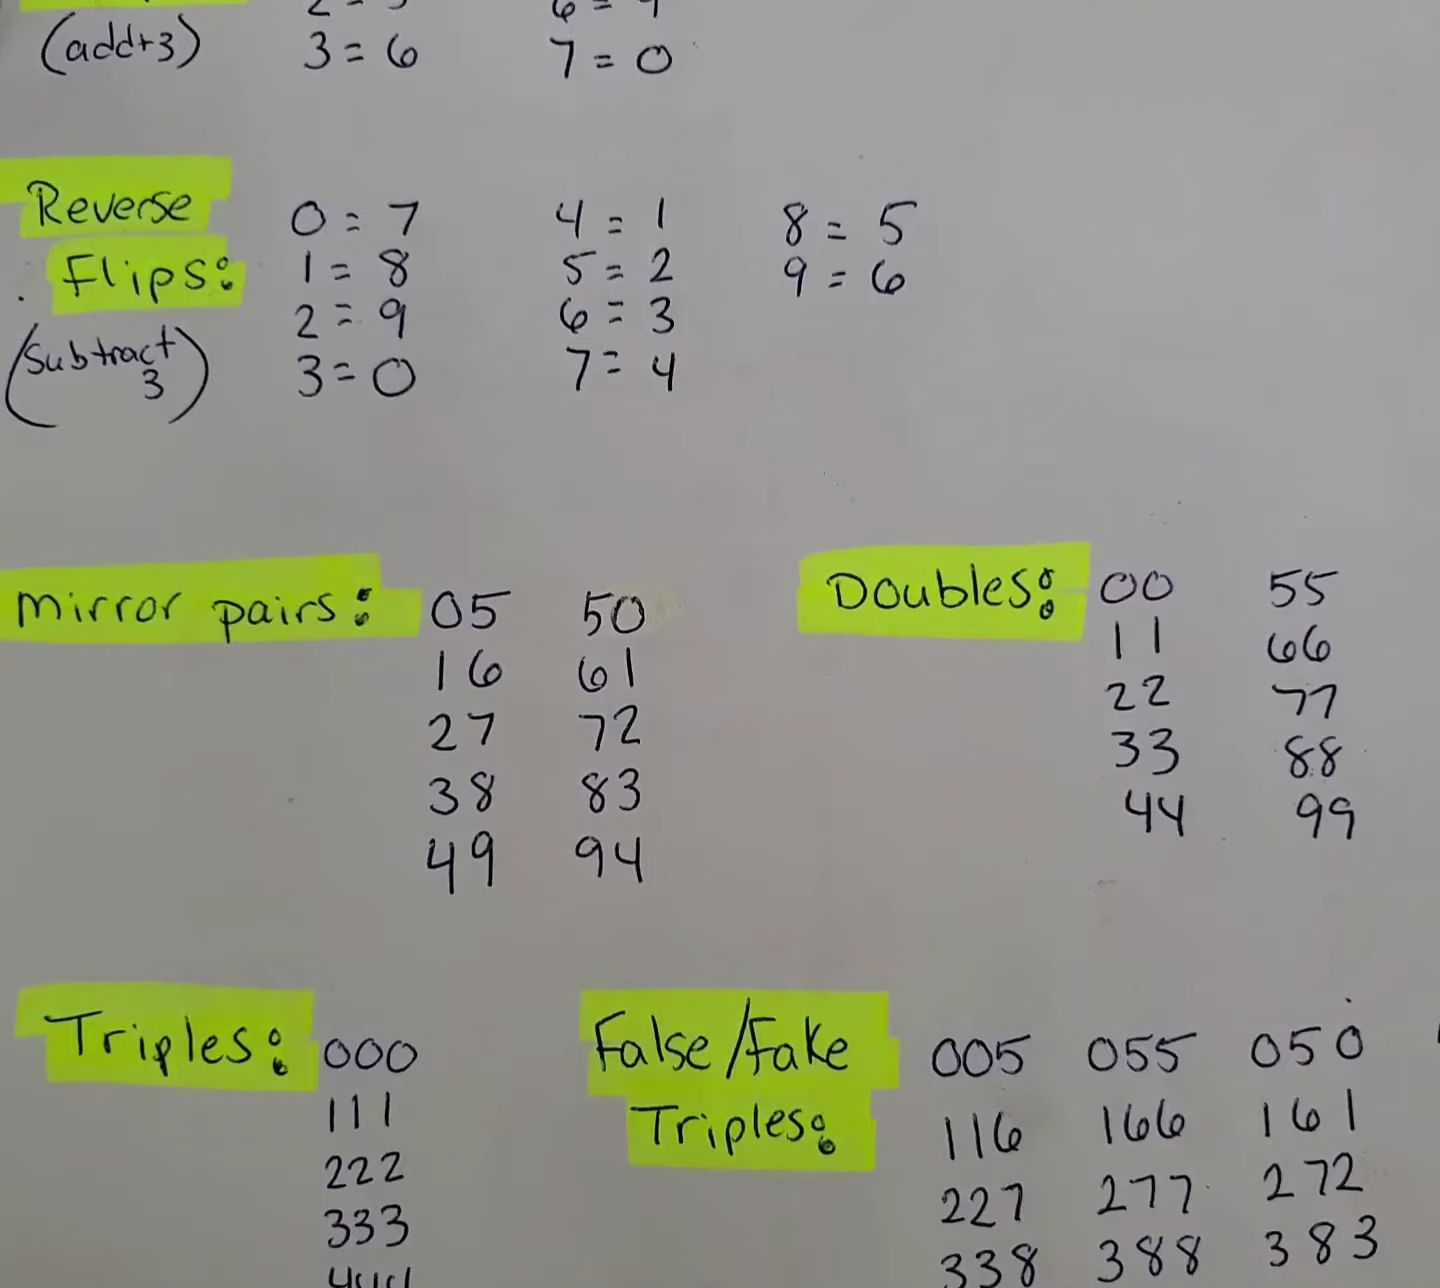 (add+3) 3 = 6 7 = 0
Reverse 0 = 7 4 = 1 8 = 5
Flips: 1 = 8 5 = 2 9 = 6
(Subtract 2 = 9 6 = 3
3) 3 = 0 7 = 4
Mirror pairs: 05 50
16 61
27 72
38 83
49 94
Doubles: 00 55
11 66
22 77
33 88
44 99
Triples: 000
111
222
333
False/Fake 005 055 050
Triples: 116 166 161
227 277 272
338 388 383